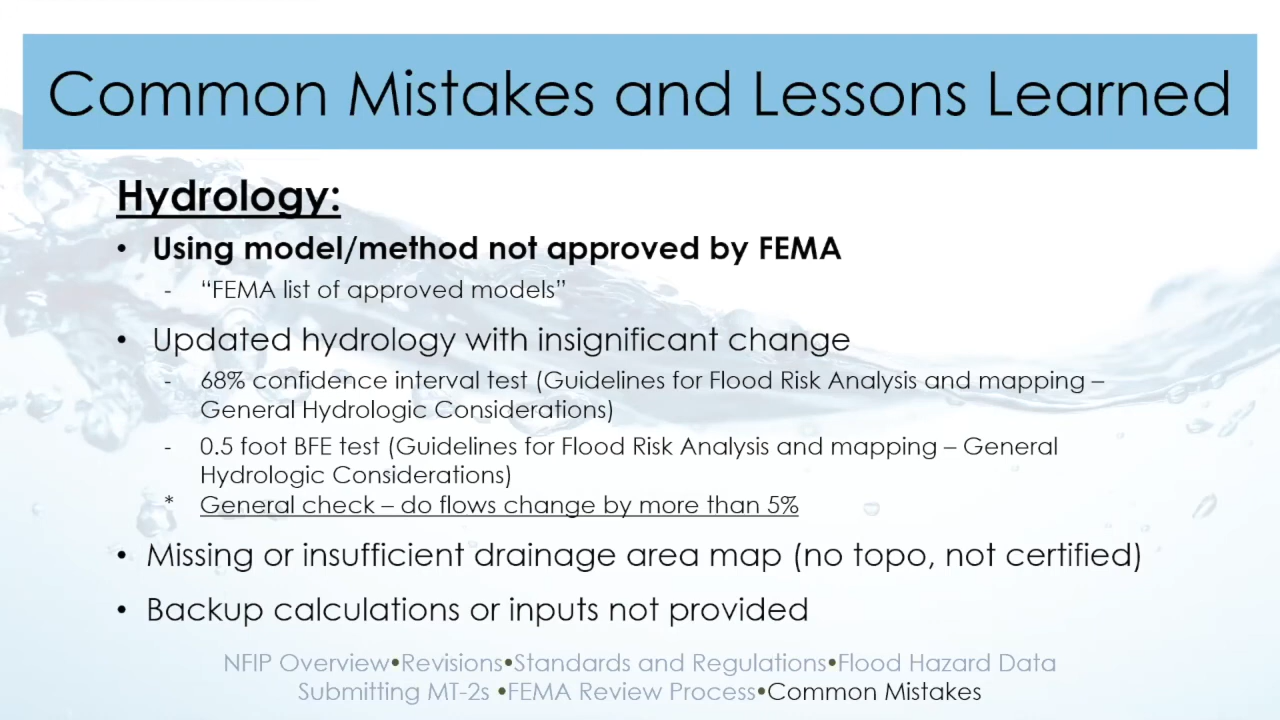 Common Mistakes and Lessons Learned
Hydrology:
• Using model/method not approved by FEMA
- “FEMA list of approved models”
• Updated hydrology with insignificant change
- 68% confidence interval test (Guidelines for Flood Risk Analysis and mapping –
General Hydrologic Considerations)
- 0.5 foot BFE test (Guidelines for Flood Risk Analysis and mapping – General
Hydrologic Considerations)
* General check – do flows change by more than 5%
• Missing or insufficient drainage area map (no topo, not certified)
• Backup calculations or inputs not provided
NFIP Overview•Revisions•Standards and Regulations•Flood Hazard Data
Submitting MT-2s •FEMA Review Process•Common Mistakes